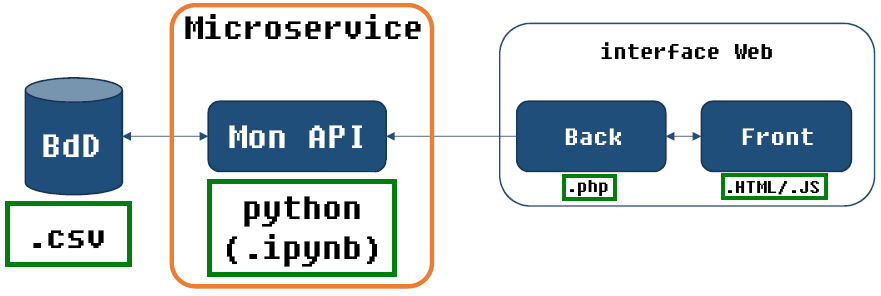 Microservice
interface Web
BdD
Mon API
Back
Front
.csv
python
(.ipynb)
.php
.HTML/.JS